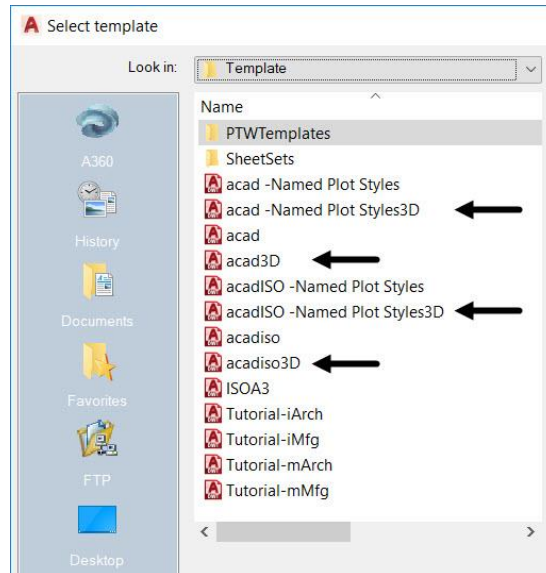 Select template
Look in:
Template
Name
A360
History
Documents
Favorites
FTP
Desktop
PTWTemplates
SheetSets
acad -Named Plot Styles
acad -Named Plot Styles3D
acad
acad3D
acadISO -Named Plot Styles
acadISO -Named Plot Styles3D
acadiso
acadiso3D
ISOA3
Tutorial-iArch
Tutorial-iMfg
Tutorial-mArch
Tutorial-mMfg